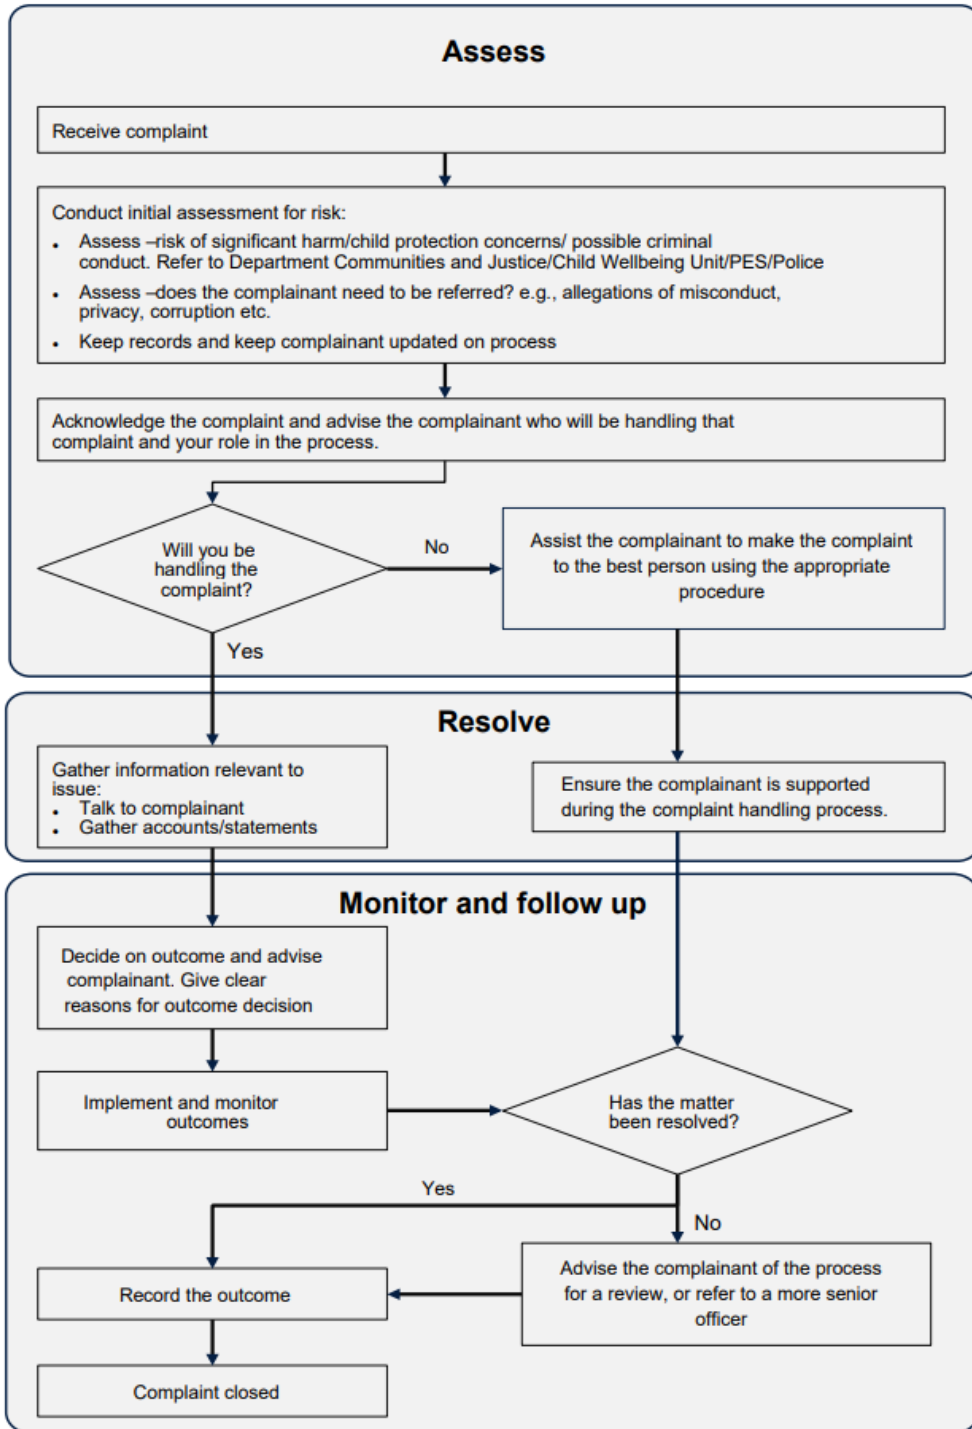 Assess
Receive complaint
Conduct initial assessment for risk:
• Assess –risk of significant harm/child protection concerns/ possible criminal
conduct. Refer to Department Communities and Justice/Child Wellbeing Unit/PES/Police
• Assess –does the complainant need to be referred? e.g., allegations of misconduct,
privacy, corruption etc.
• Keep records and keep complainant updated on process
Acknowledge the complaint and advise the complainant who will be handling that
complaint and your role in the process.
Will you be
handling the
complaint?
No
Assist the complainant to make the complaint
to the best person using the appropriate
procedure
Yes
Resolve
Gather information relevant to
issue:
• Talk to complainant
• Gather accounts/statements
Ensure the complainant is supported
during the complaint handling process.
Monitor and follow up
Decide on outcome and advise
complainant. Give clear
reasons for outcome decision
Implement and monitor
outcomes
Has the matter
been resolved?
Yes
No
Advise the complainant of the process
for a review, or refer to a more senior
officer
Record the outcome
Complaint closed